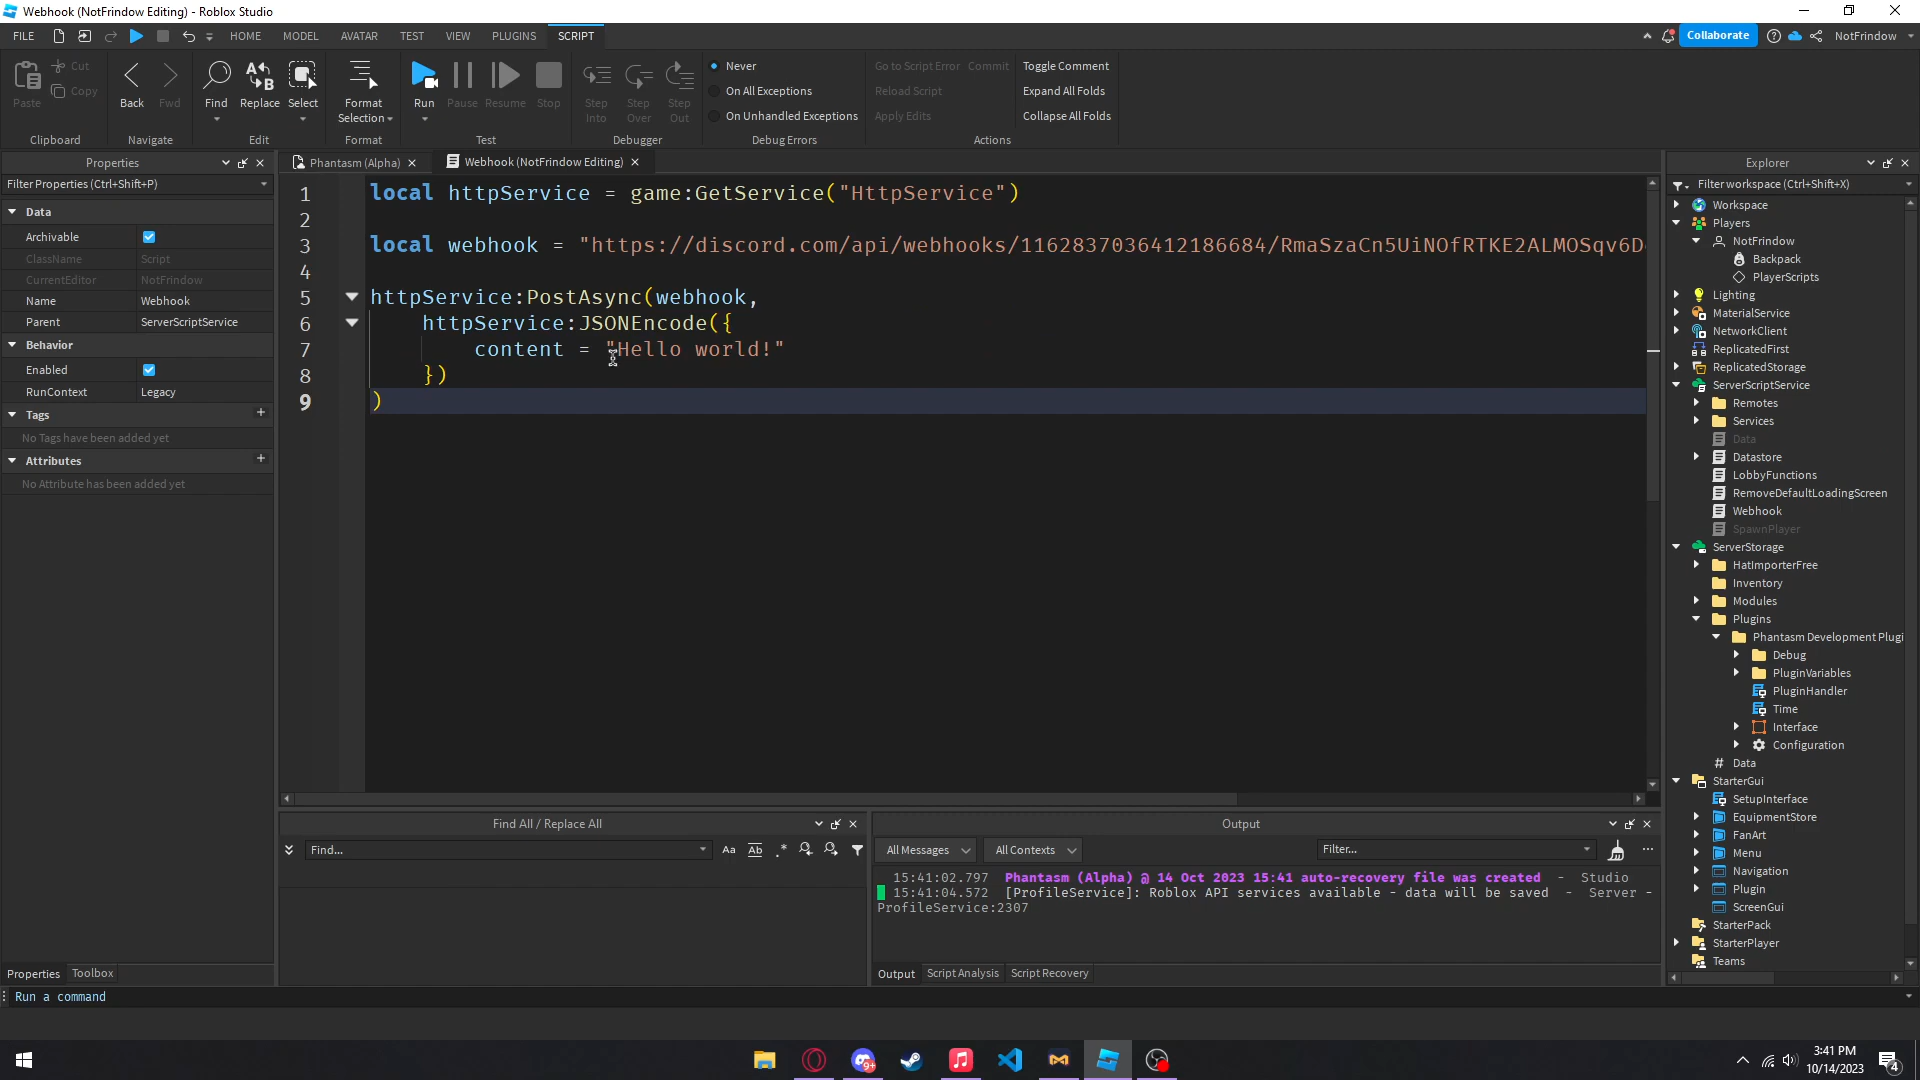 Webhook (NotFrindow Editing) - Roblox Studio
FILE HOME MODEL AVATAR TEST VIEW PLUGINS SCRIPT Collaborate NotFrindow
Paste Cut Copy Back Fwd Find Replace Select Format Selection Run Pause Resume Stop Step Into Step Over Step Out
Never Go to Script Error Commit Toggle Comment
On All Exceptions Reload Script Expand All Folds
On Unhandled Exceptions Apply Edits Collapse All Folds
Clipboard Navigate Edit Format Test Debugger Debug Errors Actions
Properties
Filter Properties (Ctrl+Shift+P)
Data
Archivable
ClassName Script
CurrentEditor NotFrindow
Name Webhook
Parent ServerScriptService
Behavior
Enabled
RunContext Legacy
Tags
No Tags have been added yet
Attributes
No Attribute has been added yet
Properties Toolbox
Phantasm (Alpha) Webhook (NotFrindow Editing)
1 local httpService = game:GetService("HttpService")
2
3 local webhook = "https://discord.com/api/webhooks/1162837036412186684/RmaSzaCn5UiNOfRTKE2ALMOSqv6D
4
5 httpService:PostAsync(webhook,
6 httpService:JSONEncode({
7 content = "Hello world!"
8 })
9 )
Find All / Replace All
Find... Aa Ab .*
Output
All Messages All Contexts Filter...
15:41:02.797 Phantasm (Alpha) @ 14 Oct 2023 15:41 auto-recovery file was created - Studio
15:41:04.572 [ProfileService]: Roblox API services available - data will be saved - Server -
ProfileService:2307
Output Script Analysis Script Recovery
Explorer
Filter workspace (Ctrl+Shift+X)
Workspace
Players
NotFrindow
Backpack
PlayerScripts
Lighting
MaterialService
NetworkClient
ReplicatedFirst
ReplicatedStorage
ServerScriptService
Remotes
Services
Data
Datastore
LobbyFunctions
RemoveDefaultLoadingScreen
Webhook
SpawnPlayer
ServerStorage
HatImporterFree
Inventory
Modules
Plugins
Phantasm Development Plugi
Debug
PluginVariables
PluginHandler
Time
Interface
Configuration
Data
StarterGui
SetupInterface
EquipmentStore
FanArt
Menu
Navigation
Plugin
ScreenGui
StarterPack
StarterPlayer
Teams
Run a command
9+
3:41 PM
10/14/2023
4